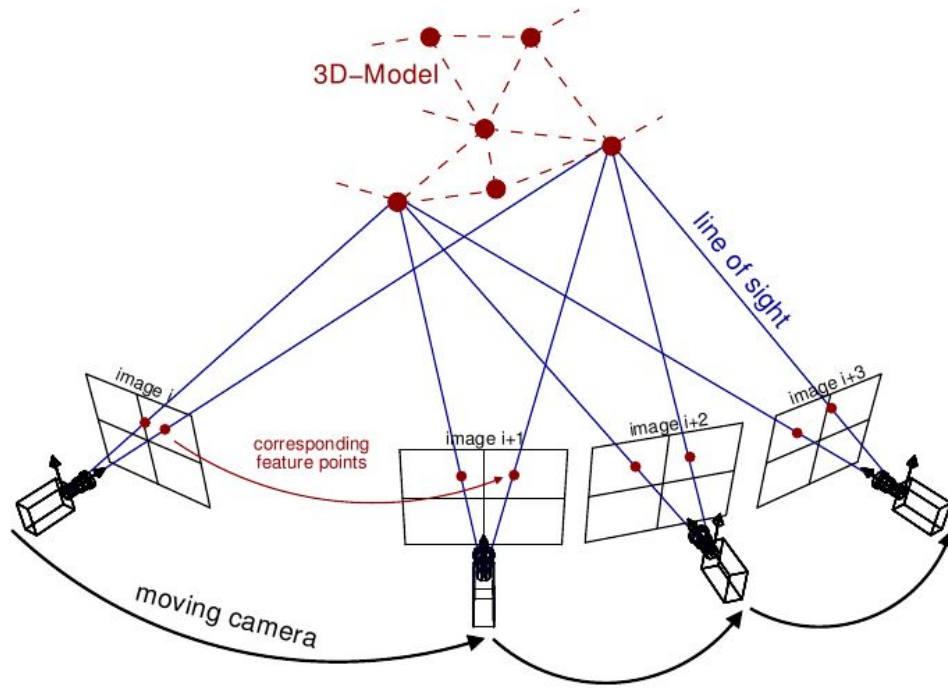 3D-Model
line of sight
image i
image i+1
image i+2
image i+3
corresponding
feature points
moving camera